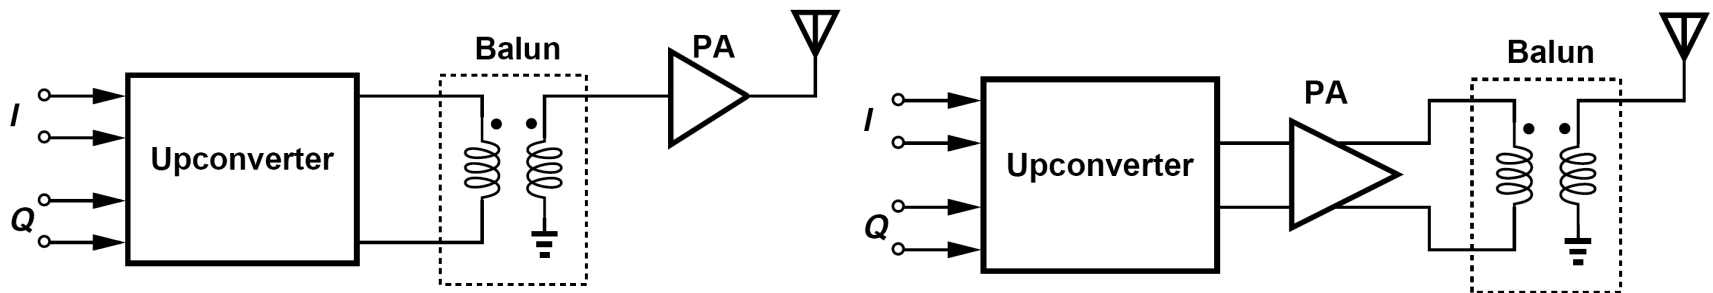 Balun
PA
I
Upconverter
Q
Balun
PA
I
Upconverter
Q